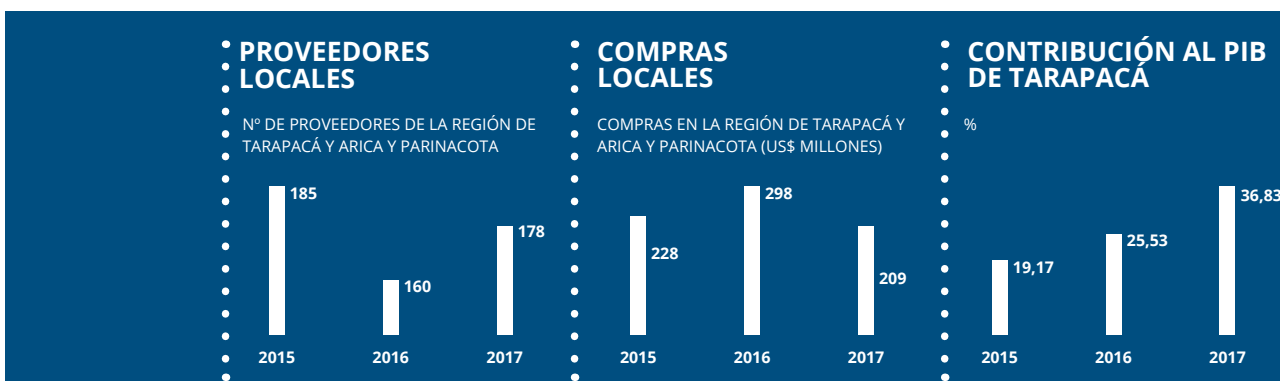 PROVEEDORES
LOCALES
Nº DE PROVEEDORES DE LA REGIÓN DE
TARAPACÁ Y ARICA Y PARINACOTA
185
160
178
2015 2016 2017
COMPRAS
LOCALES
COMPRAS EN LA REGIÓN DE TARAPACÁ Y
ARICA Y PARINACOTA (US$ MILLONES)
228
298
209
2015 2016 2017
CONTRIBUCIÓN AL PIB
DE TARAPACÁ
%
19,17
25,53
36,83
2015 2016 2017